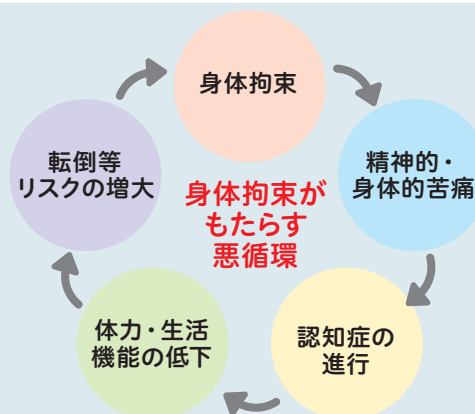 身体拘束
精神的・
身体的苦痛
認知症の
進行
体力・生活
機能の低下
転倒等
リスクの増大
身体拘束が
もたらす
悪循環